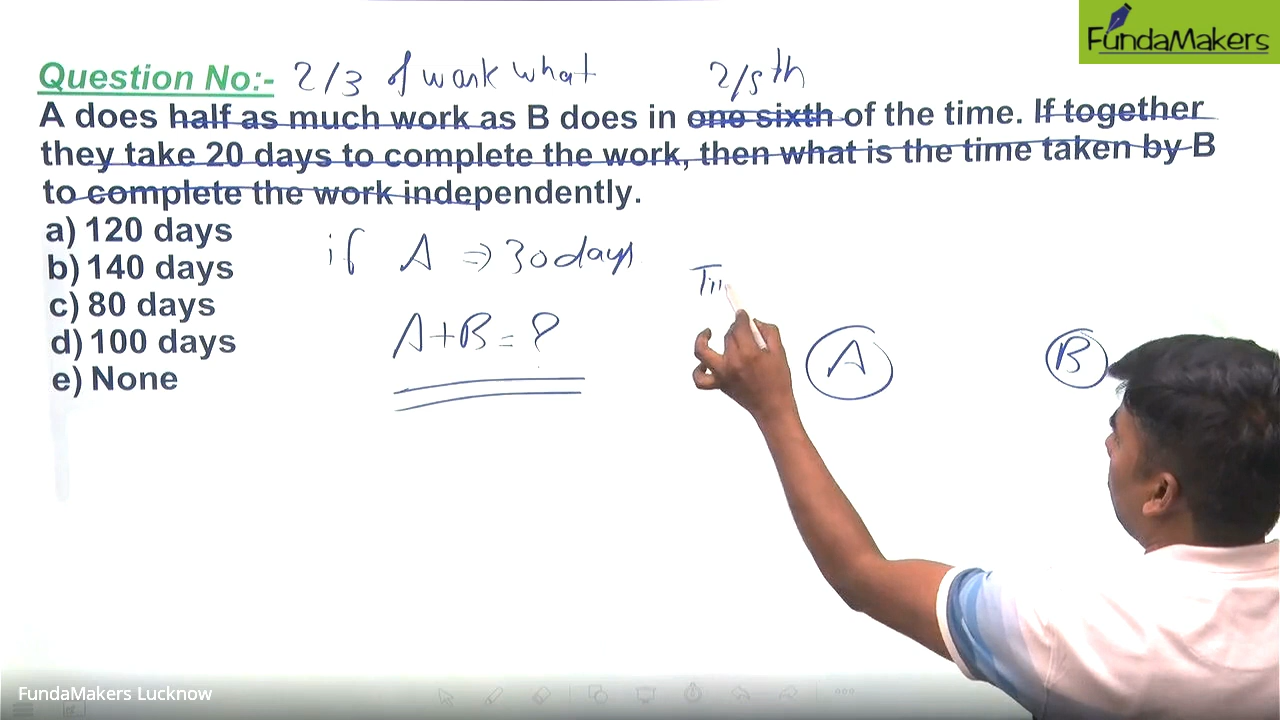 FundaMakers
Question No:- 2/3 of work what 2/5th
A does half as much work as B does in one sixth of the time. If together
they take 20 days to complete the work, then what is the time taken by B
to complete the work independently.
a) 120 days
b) 140 days
c) 80 days
d) 100 days
e) None
if A => 30 days
A+B = ?
A
B
FundaMakers Lucknow